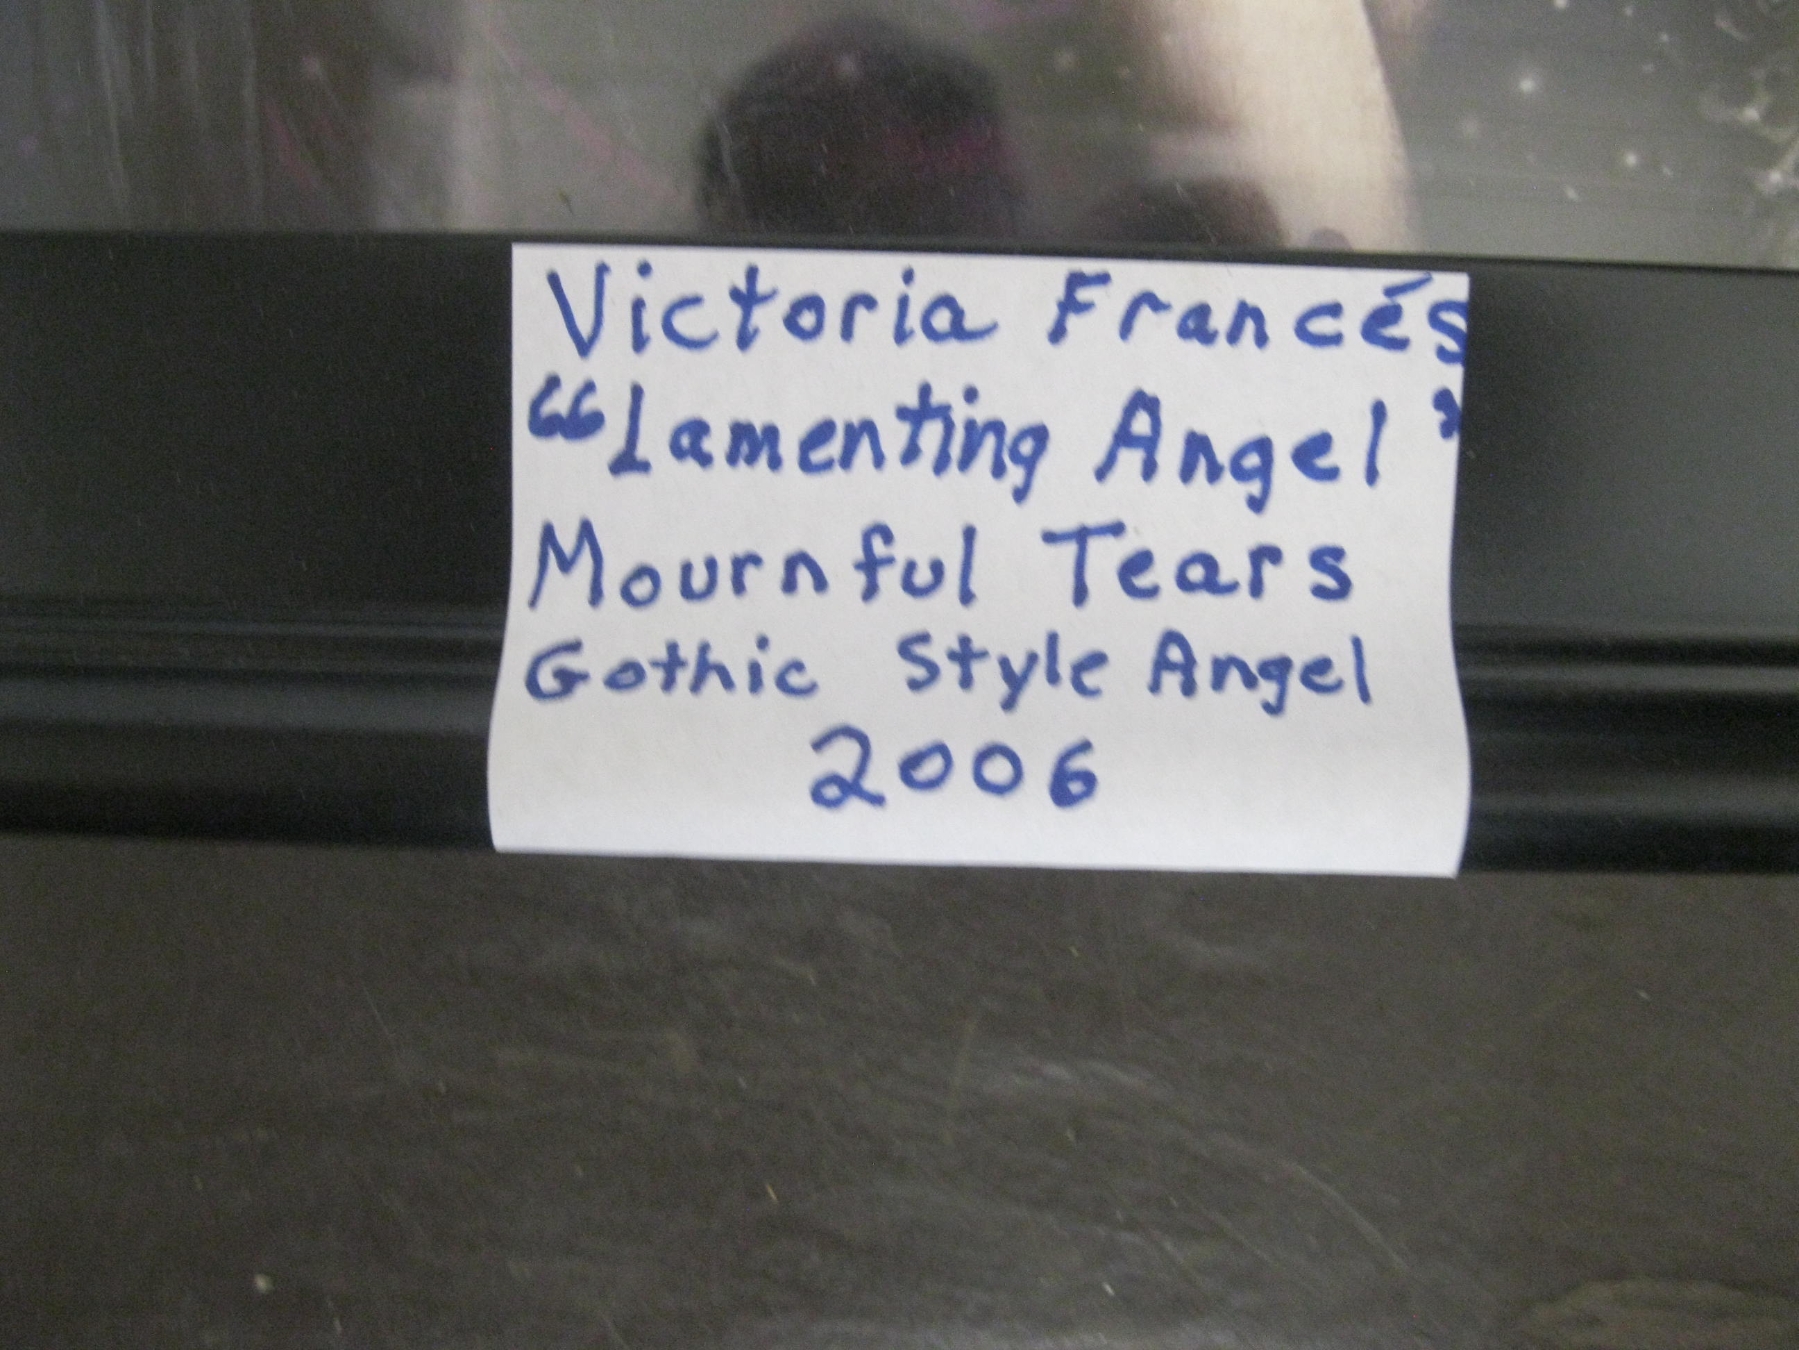 Victoria Francés
“Lamenting Angel ’
Mournful Tears
Gothic Style Angel
2006